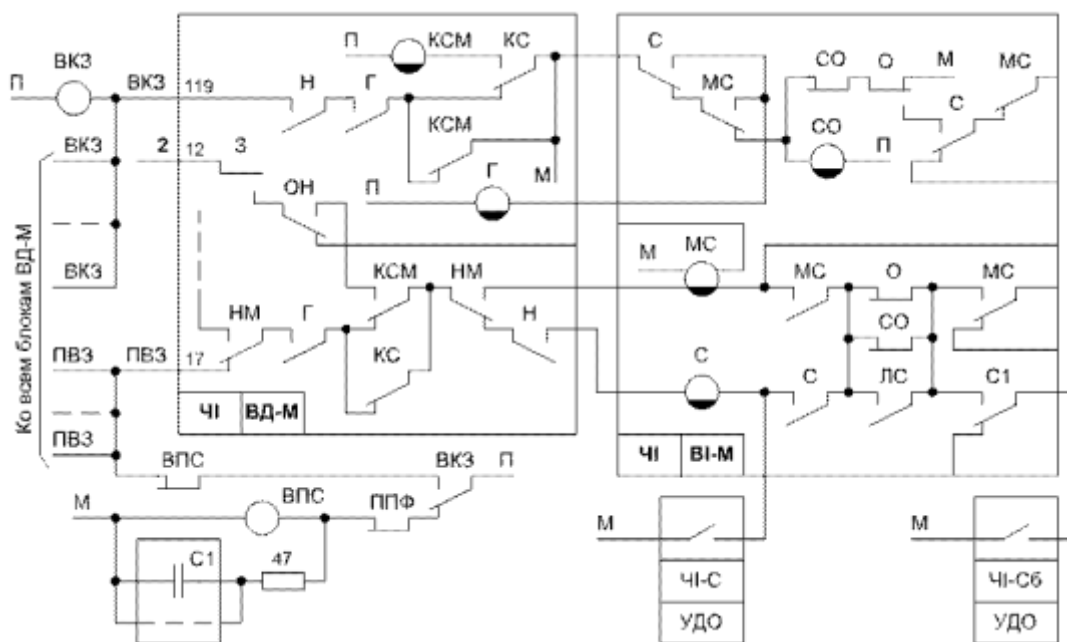 П КСМ КС С
ВКЗ
СО О М МС
П ВКЗ 119 Н Г МС С
КСМ СО
ВКЗ 2 12 3 П
П Г М
ОН
М МС
ВКЗ КСМ НМ МС О МС
НМ Г Н СО
КС
ПВЗ ПВЗ 17 С С ЛС С1
Ко всем блокам ВД-М
ЧІ ВД-М
ПВЗ
ЧІ ВІ-М
ВПС ВКЗ П
М ВПС ППФ
М М
С1 47
ЧІ-С ЧІ-Сб
УДО УДО